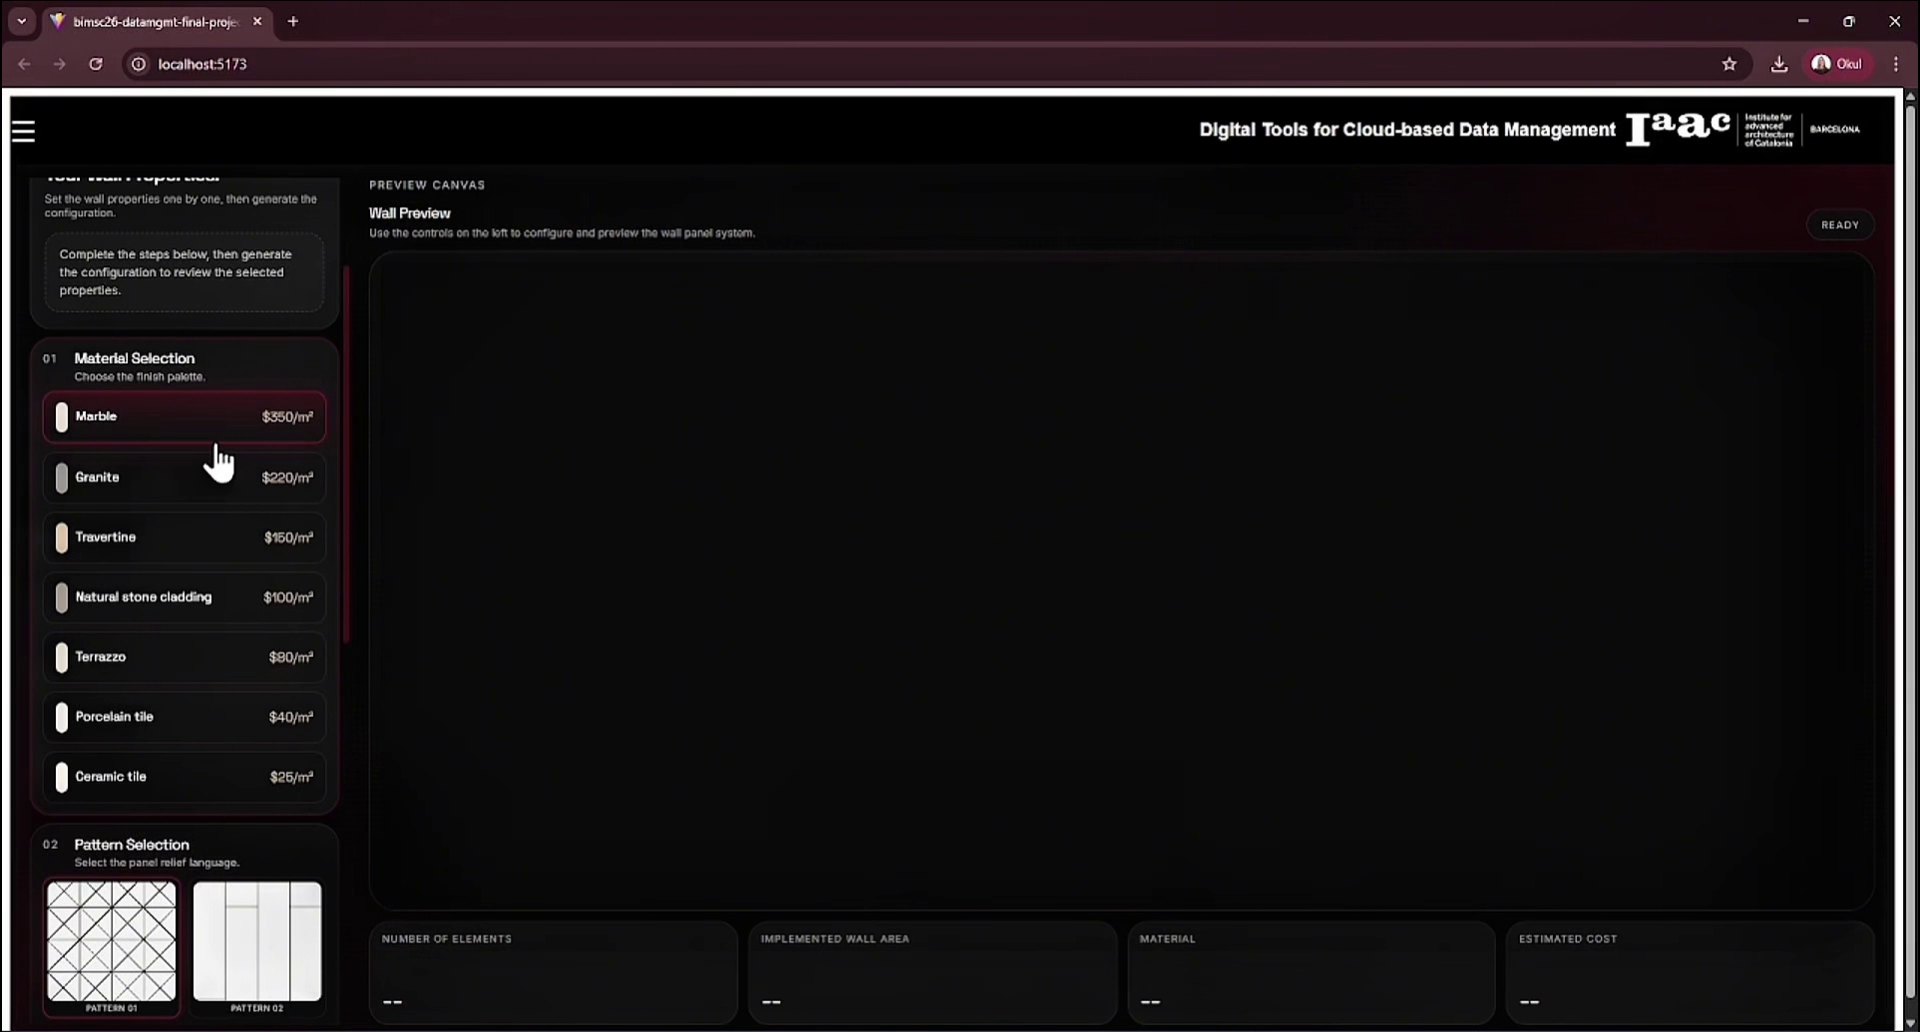 bimsc26-datamgmt-final-proje
localhost:5173
Okul
Digital Tools for Cloud-based Data Management
Iaac
Institute for
advanced
architecture
of Catalonia
BARCELONA
Your Wall Properties.
Set the wall properties one by one, then generate the
configuration.
Complete the steps below, then generate
the configuration to review the selected
properties.
01 Material Selection
Choose the finish palette.
Marble $350/m²
Granite $220/m²
Travertine $150/m²
Natural stone cladding $100/m²
Terrazzo $80/m²
Porcelain tile $40/m²
Ceramic tile $25/m²
02 Pattern Selection
Select the panel relief language.
PATTERN 01
PATTERN 02
PREVIEW CANVAS
Wall Preview
Use the controls on the left to configure and preview the wall panel system.
READY
NUMBER OF ELEMENTS
--
IMPLEMENTED WALL AREA
--
MATERIAL
--
ESTIMATED COST
--